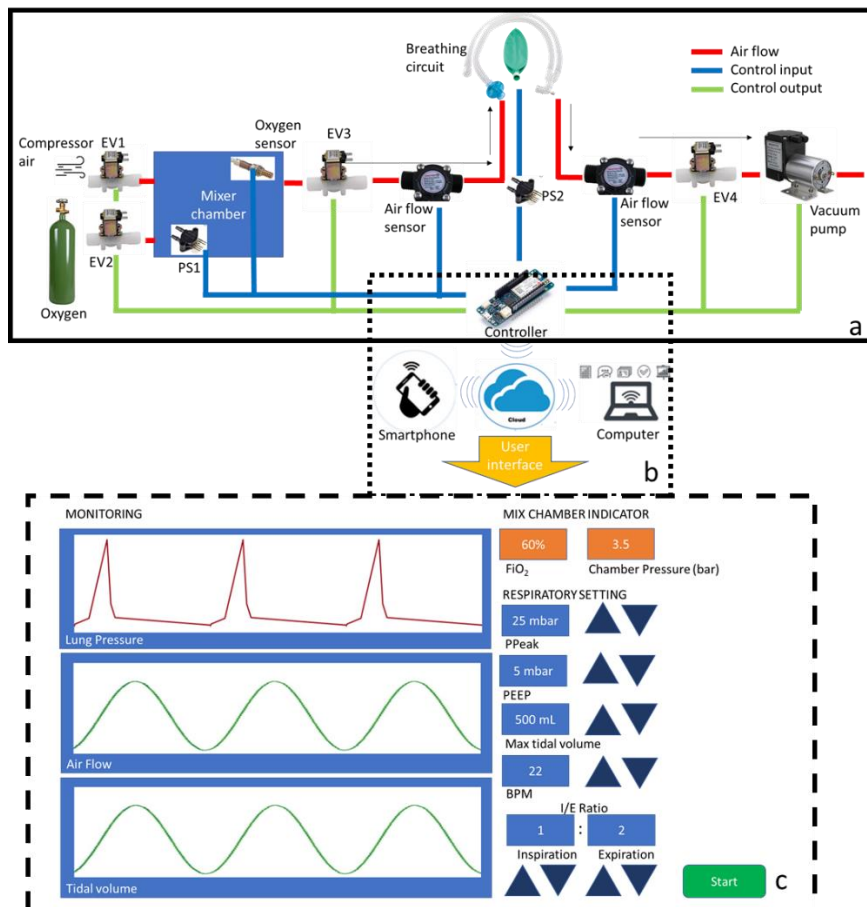 Breathing
circuit
Air flow
Control input
Control output
Compressor
air
EV1
Oxygen
sensor
EV3
Mixer
chamber
PS1
EV2
Oxygen
Air flow
sensor
PS2
Air flow
sensor
EV4
Vacuum
pump
Controller
a
Smartphone
Cloud
Computer
User
interface
b
MONITORING
Lung Pressure
Air Flow
Tidal volume
MIX CHAMBER INDICATOR
60%
3.5
FiO₂
Chamber Pressure (bar)
RESPIRATORY SETTING
25 mbar
PPeak
5 mbar
PEEP
500 mL
Max tidal volume
22
BPM
I/E Ratio
1 : 2
Inspiration
Expiration
Start
c